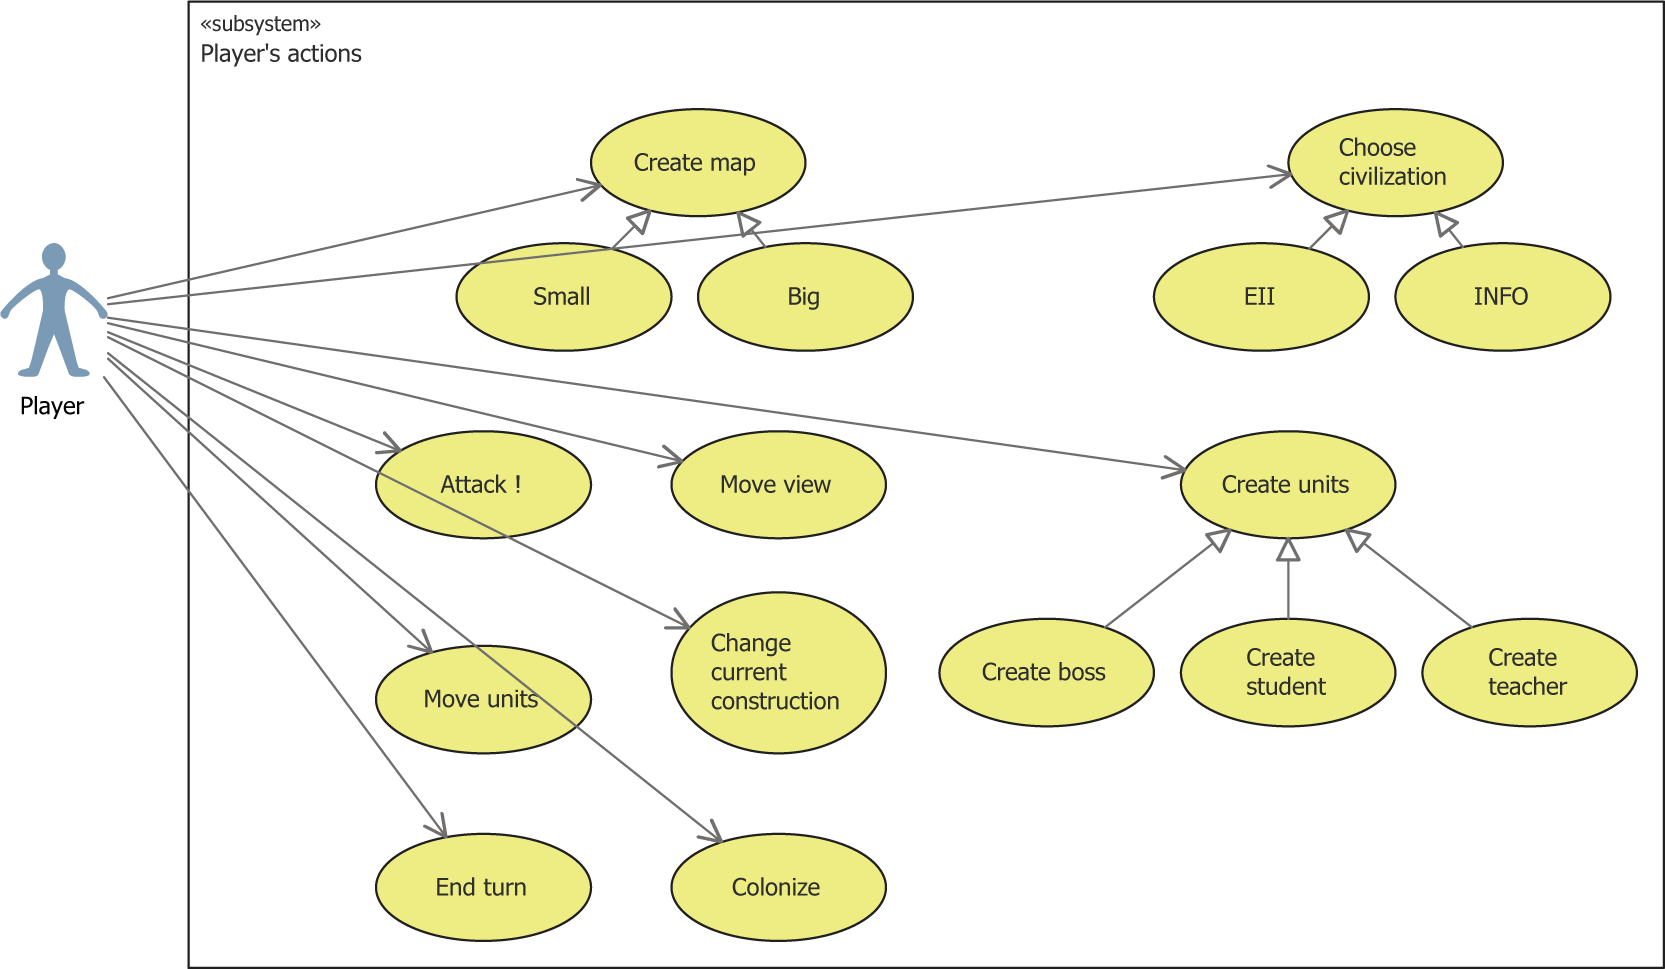 «subsystem»
Player's actions
Create map
Choose
civilization
Small
Big
EII
INFO
Player
Attack !
Move view
Create units
Change
current
construction
Create boss
Create
student
Create
teacher
Move units
End turn
Colonize